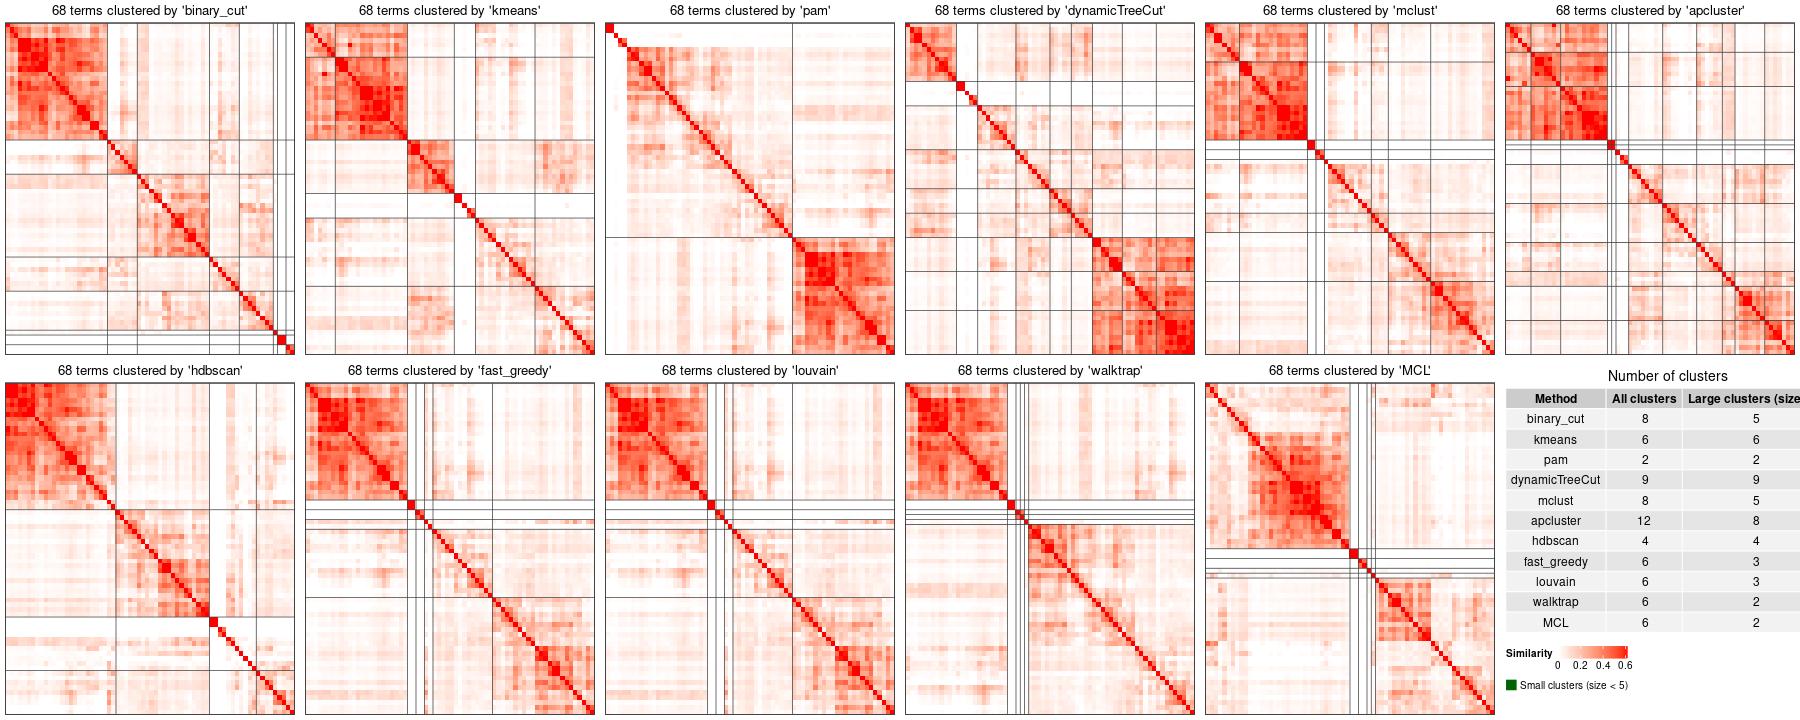 68 terms clustered by 'binary_cut'
68 terms clustered by 'kmeans'
68 terms clustered by 'pam'
68 terms clustered by 'dynamicTreeCut'
68 terms clustered by 'mclust'
68 terms clustered by 'apcluster'
68 terms clustered by 'hdbscan'
68 terms clustered by 'fast_greedy'
68 terms clustered by 'louvain'
68 terms clustered by 'walktrap'
68 terms clustered by 'MCL'
Number of clusters
Method All clusters Large clusters (size
binary_cut 8 5
kmeans 6 6
pam 2 2
dynamicTreeCut 9 9
mclust 8 5
apcluster 12 8
hdbscan 4 4
fast_greedy 6 3
louvain 6 3
walktrap 6 2
MCL 6 2
Similarity
0 0.2 0.4 0.6
Small clusters (size < 5)